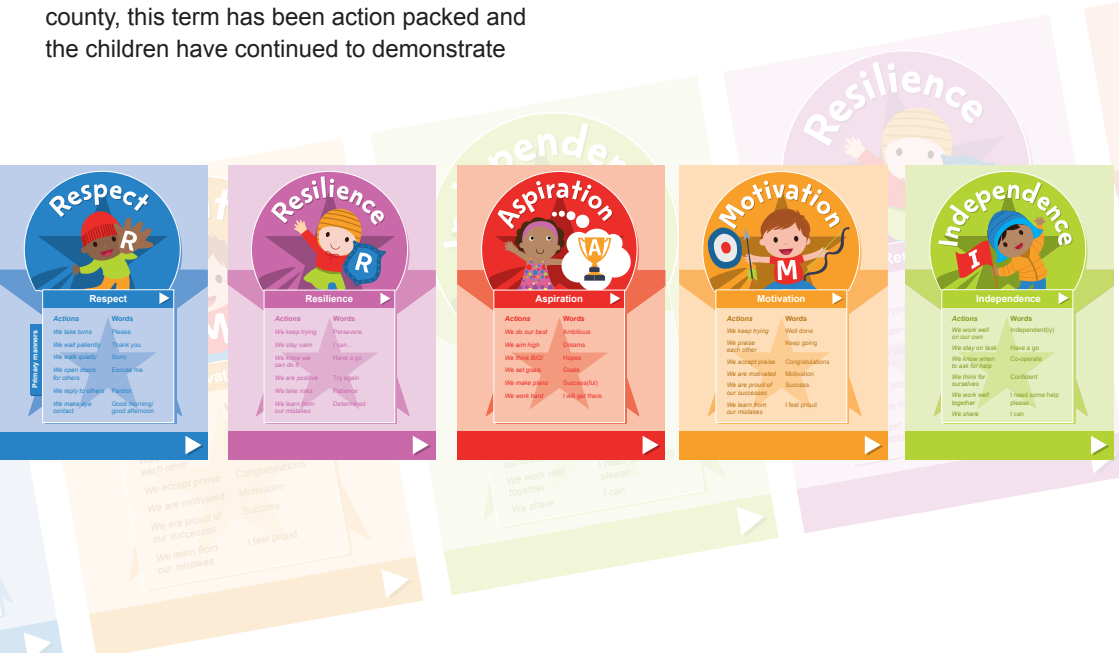 county, this term has been action packed and
the children have continued to demonstrate
Respect
R
Respect
Primary manners
Actions Words
We take turns Please
We wait patiently Thank you
We walk quietly Sorry
We open doors
for others Excuse me
We reply to others Pardon
We make eye
contact Good morning/
good afternoon
Resilience
R
Resilience
Actions Words
We keep trying Persevere
We stay calm I can...
We know we
can do it Have a go
We are positive Try again
We take risks Patience
We learn from
our mistakes Determined
Aspiration
A
Aspiration
Actions Words
We do our best Ambitious
We aim high Dreams
We think BIG! Hopes
We set goals Goals
We make plans Success(ful)
We work hard I will get there
Motivation
M
Motivation
Actions Words
We keep trying Well done
We praise
each other Keep going
We accept praise Congratulations
We are motivated Motivation
We are proud of
our successes Success
We learn from
our mistakes I feel proud
Independence
I
Independence
Actions Words
We work well
on our own Independent(ly)
We stay on task Have a go
We know when
to ask for help Co-operate
We think for
ourselves Confident
We work well
together I need some help
please...
We share I can
Resilience
each other
We accept praise Congratulations
We are motivated Motivation
We are proud of
our successes Success
We learn from
our mistakes I feel proud
We work well
together please...
We share I can